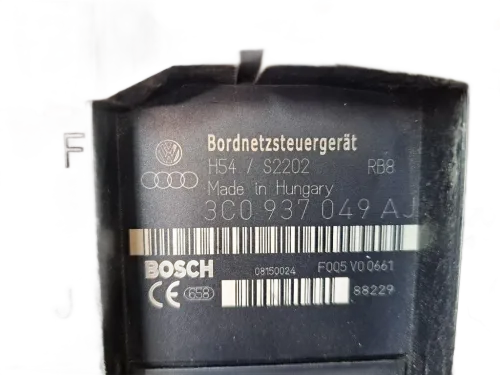 F
Bordnetzsteuergerät
H54 / S2202 RB8
Made in Hungary
3C0 937 049 AJ
BOSCH 08150024 F005 V0 0661
CE 658 88229
J